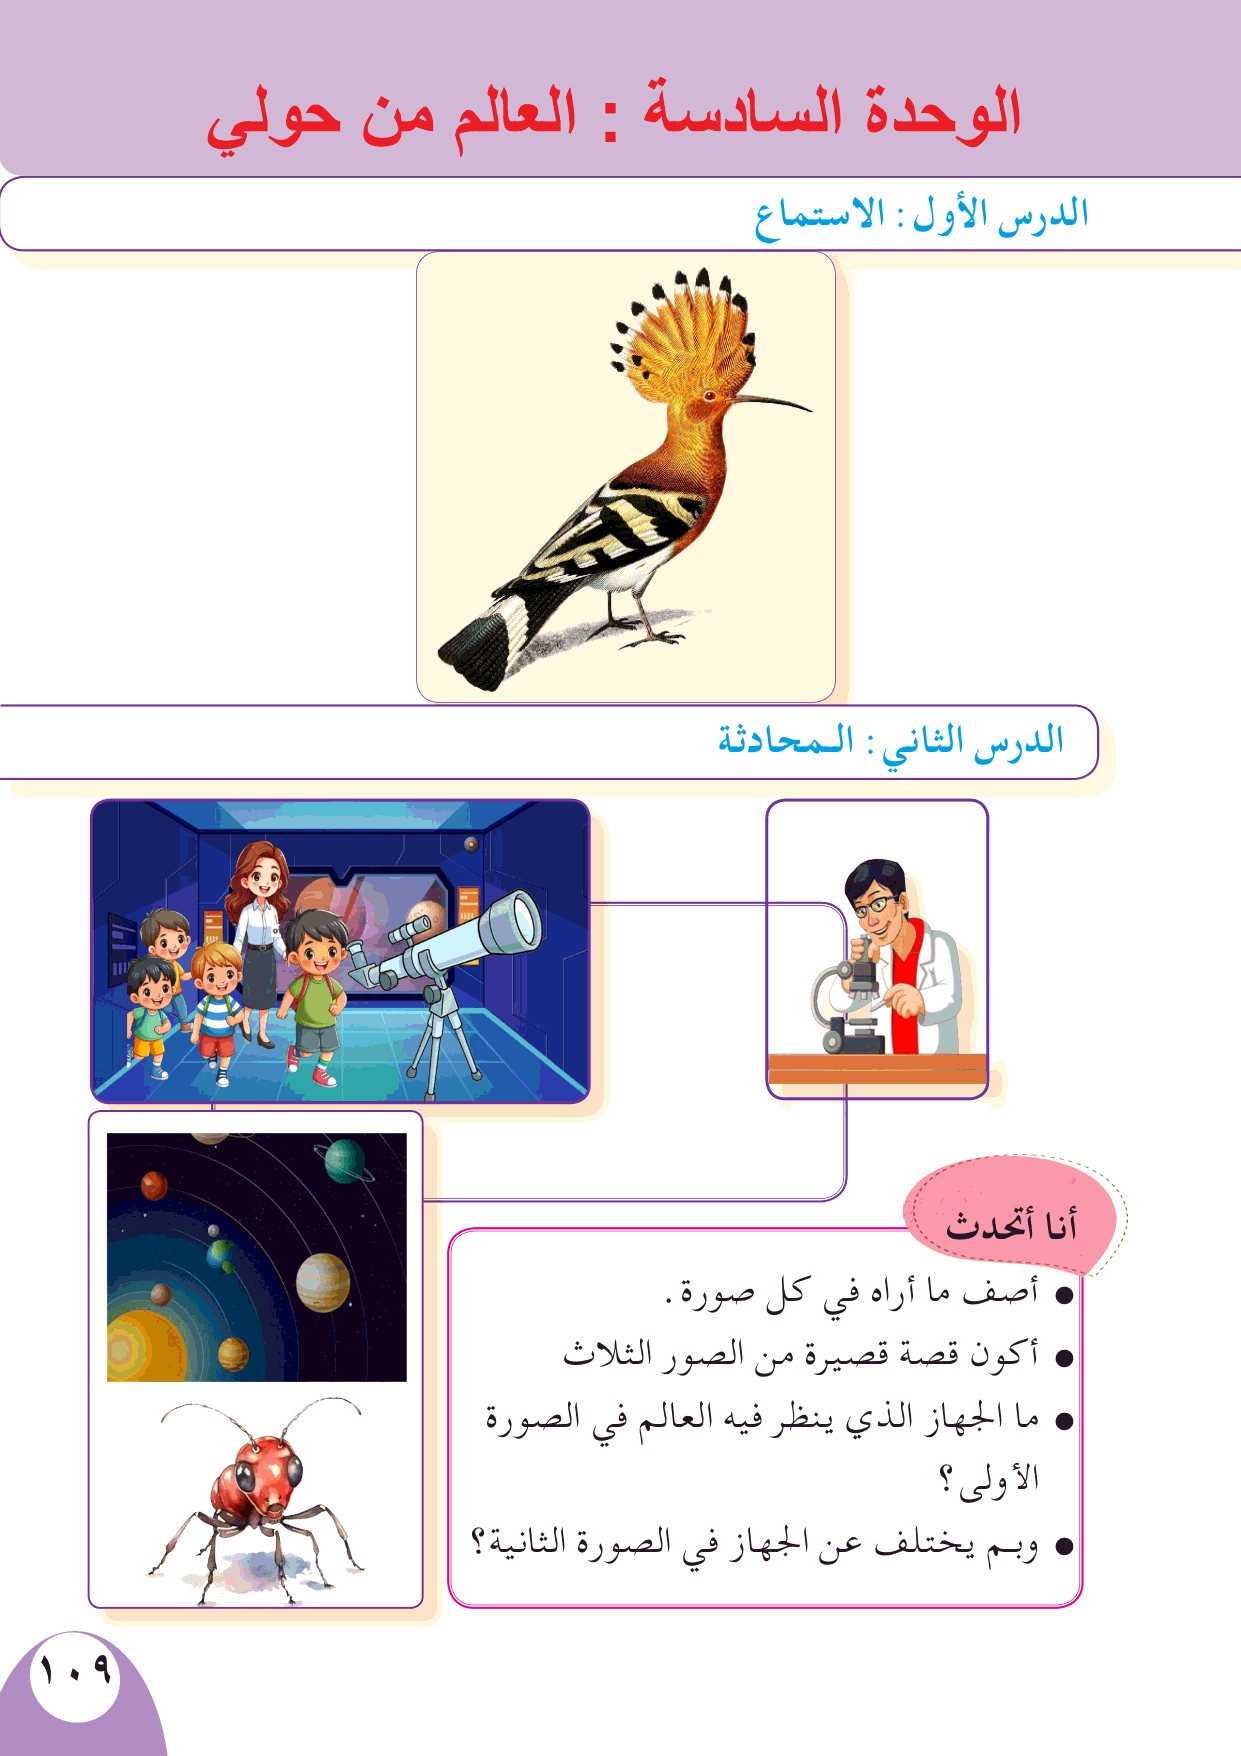 الوحدة السادسة : العالم من حولي
الدرس الأول : الاستماع
الدرس الثاني : المحادثة
أنا أتحدث
● أصف ما أراه في كل صورة .
● أكون قصة قصيرة من الصور الثلاث
● ما الجهاز الذي ينظر فيه العالم في الصورة
الأولى ؟
● وبم يختلف عن الجهاز في الصورة الثانية ؟
١٠٩